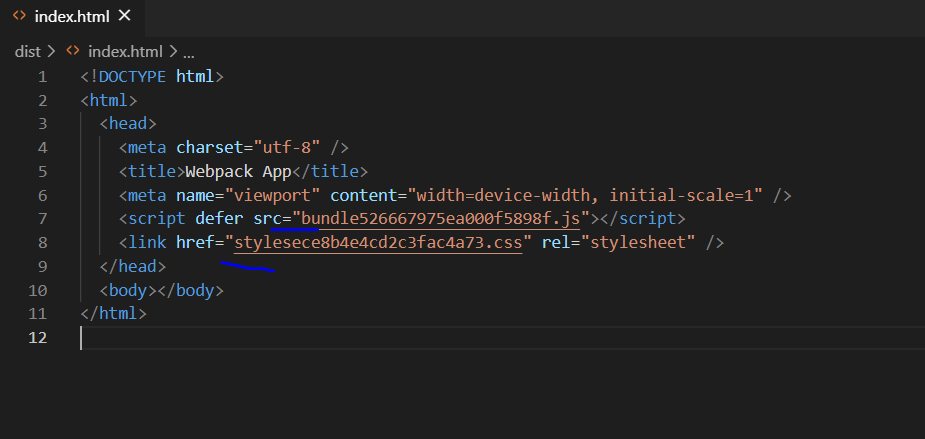 <> index.html ×
dist > <> index.html > ...
1 <!DOCTYPE html>
2 <html>
3 <head>
4 <meta charset="utf-8" />
5 <title>Webpack App</title>
6 <meta name="viewport" content="width=device-width, initial-scale=1" />
7 <script defer src="bundle526667975ea000f5898f.js"></script>
8 <link href="stylesece8b4e4cd2c3fac4a73.css" rel="stylesheet" />
9 </head>
10 <body></body>
11 </html>
12